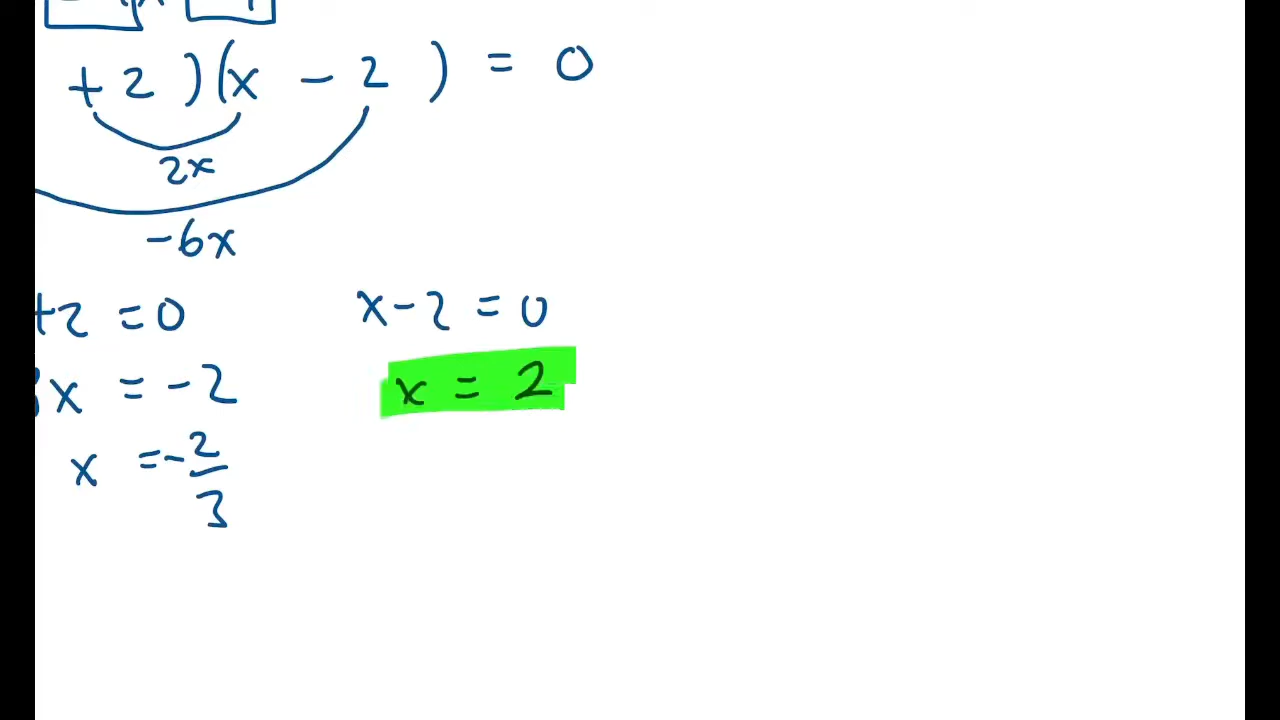 + 2 ) ( x - 2 ) = 0
2x
-6x
+2 = 0
x - 2 = 0
x = -2
x = 2
x = -2/3